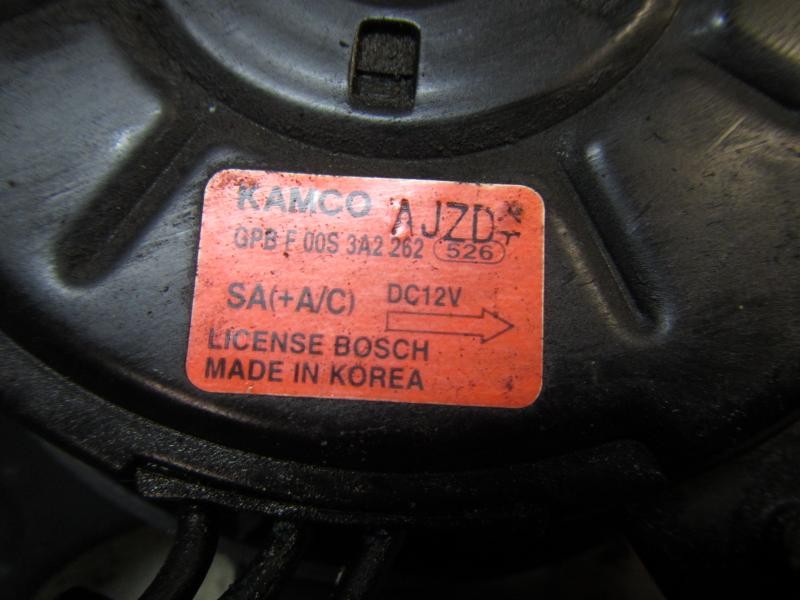 KAMCO AJZD
GPB F 00S 3A2 262 526
SA(+A/C) DC12V
LICENSE BOSCH
MADE IN KOREA